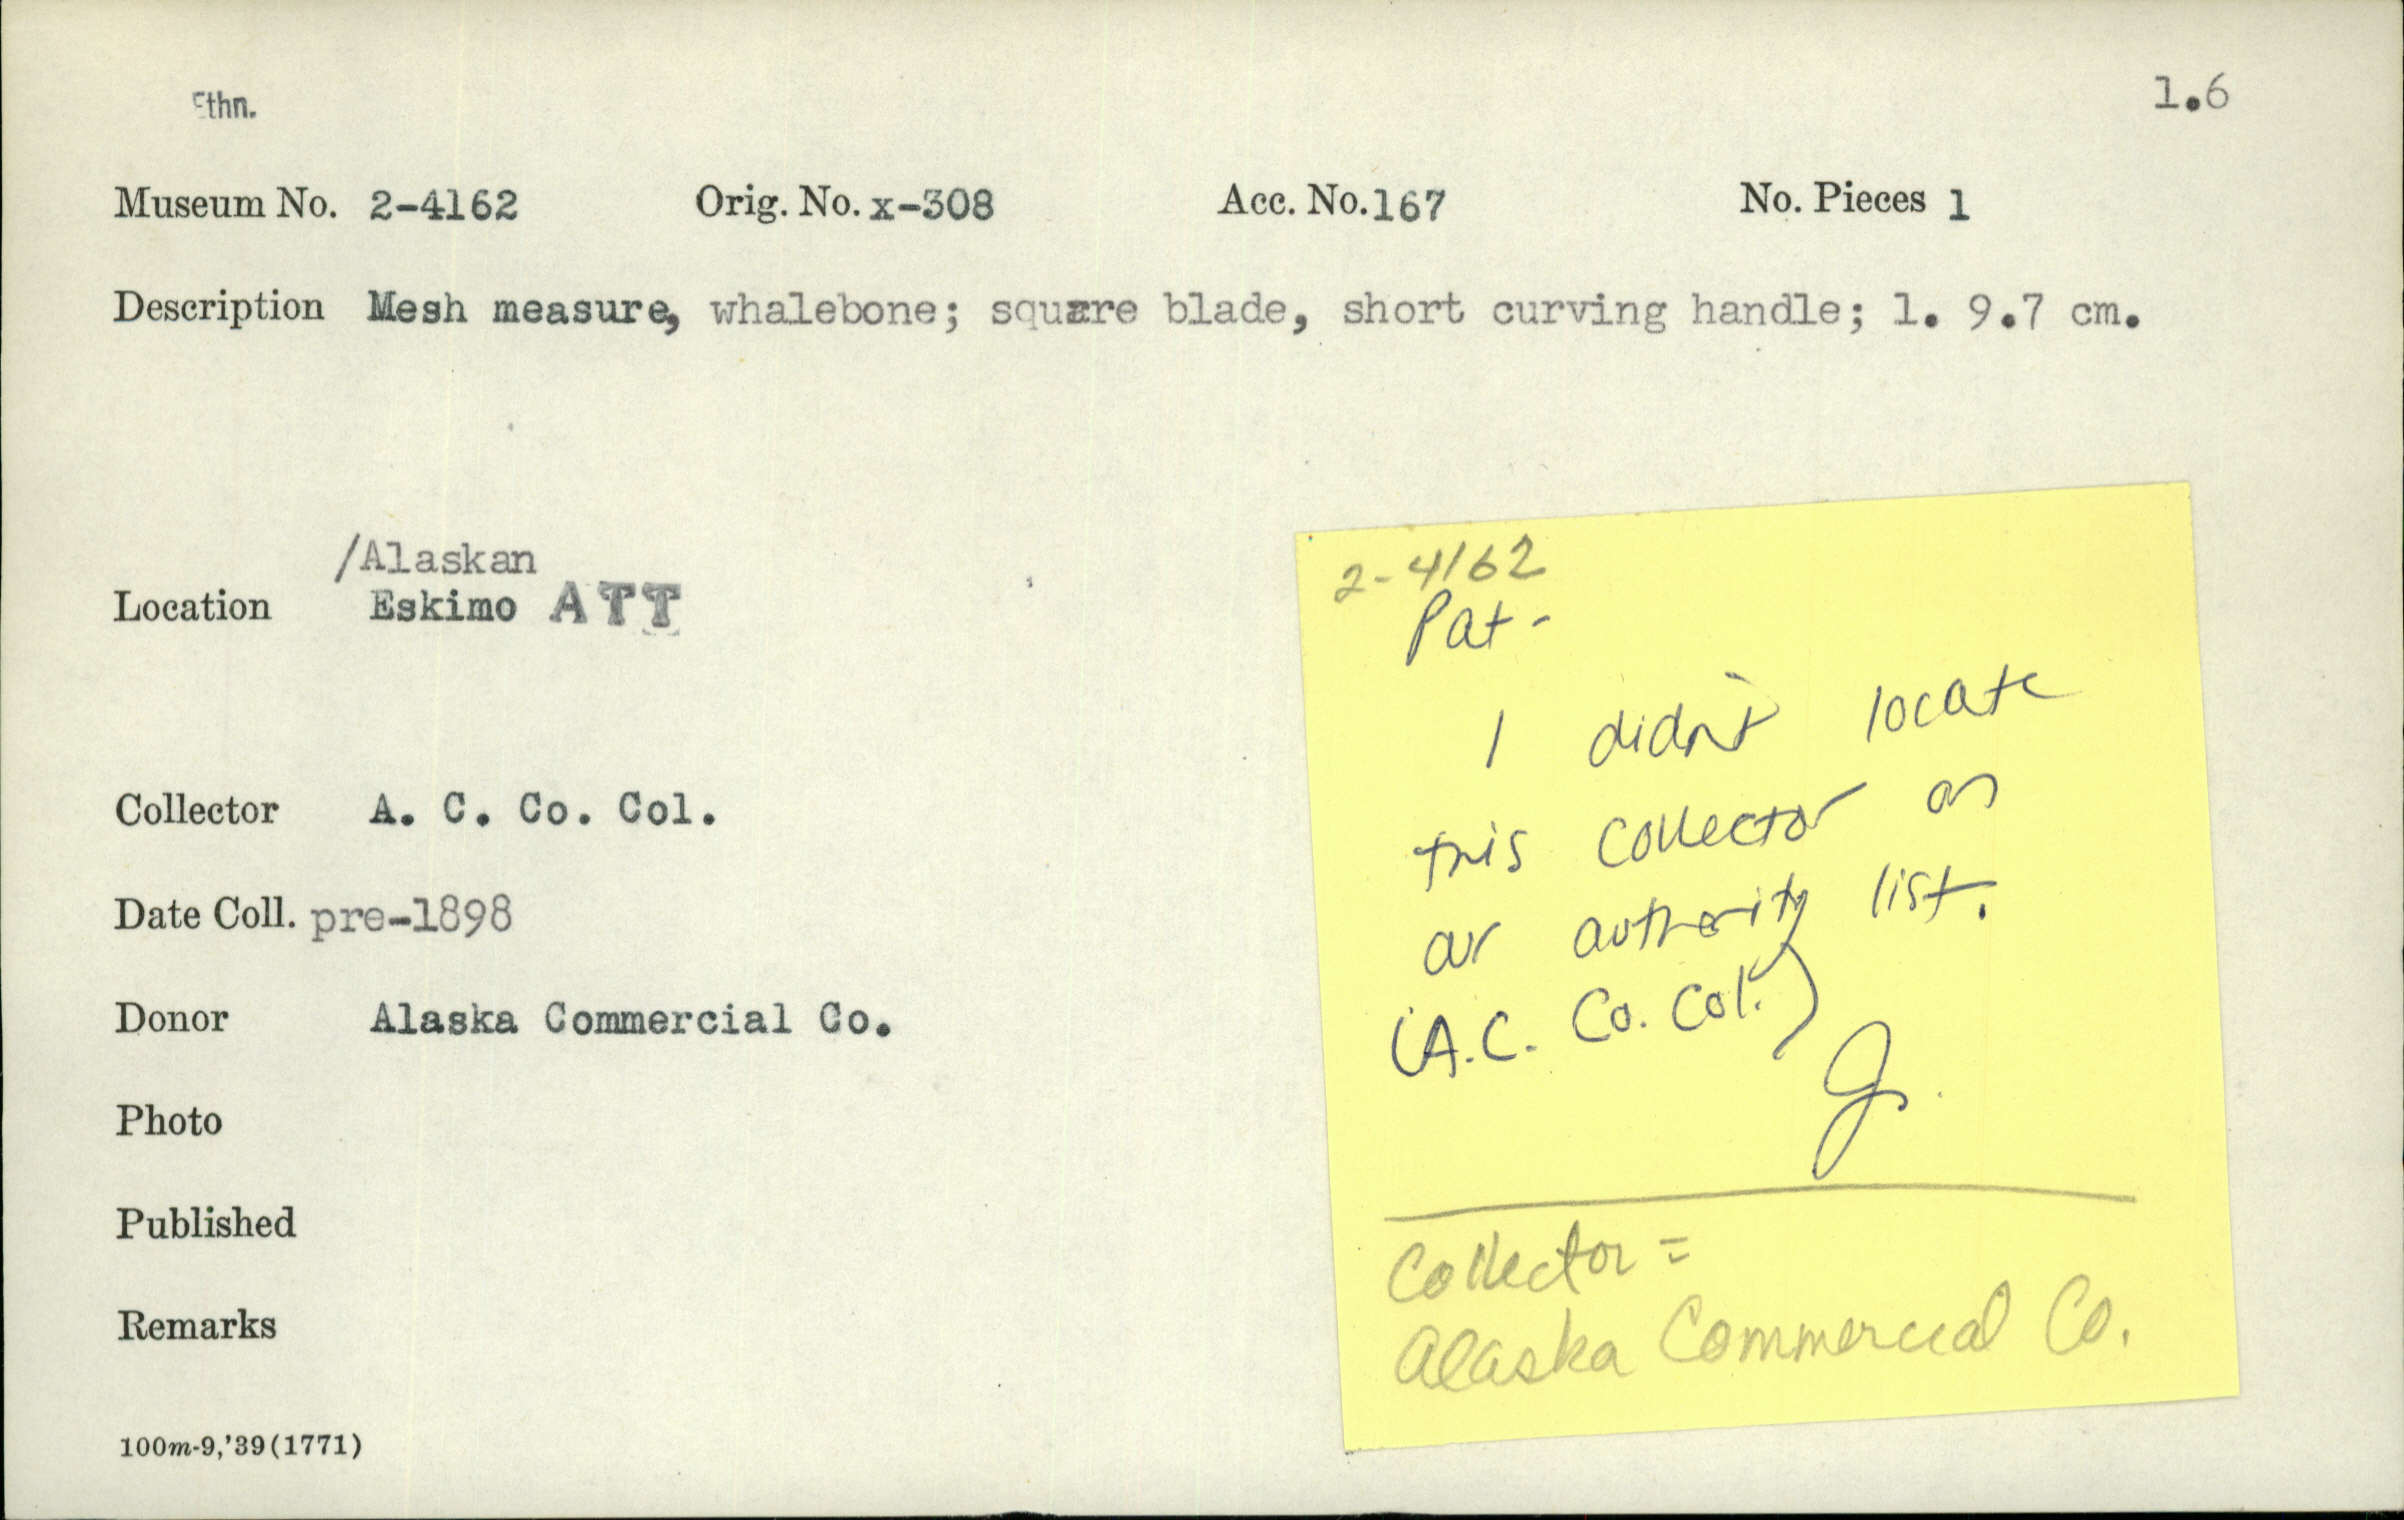 Ethn.
1.6
Museum No. 2-4162 Orig. No. x-308 Acc. No. 167 No. Pieces 1
Description Mesh measure, whalebone; square blade, short curving handle; l. 9.7 cm.
/Alaskan
Location Eskimo ATT
Collector A. C. Co. Col.
Date Coll. pre-1898
Donor Alaska Commercial Co.
Photo
Published
Remarks
100m-9,'39(1771)
2-4162
Pat-
I didn't locate
this collector on
our authority list.
(A.C. Co. Col.)
J.
Collector =
Alaska Commercial Co.